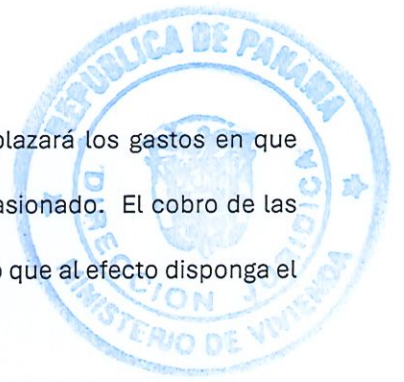 REPUBLICA DE PANAMA
plazará los gastos en que
asionado. El cobro de las
o que al efecto disponga el
DIRECCION JURIDICA
MINISTERIO DE VIVIENDA